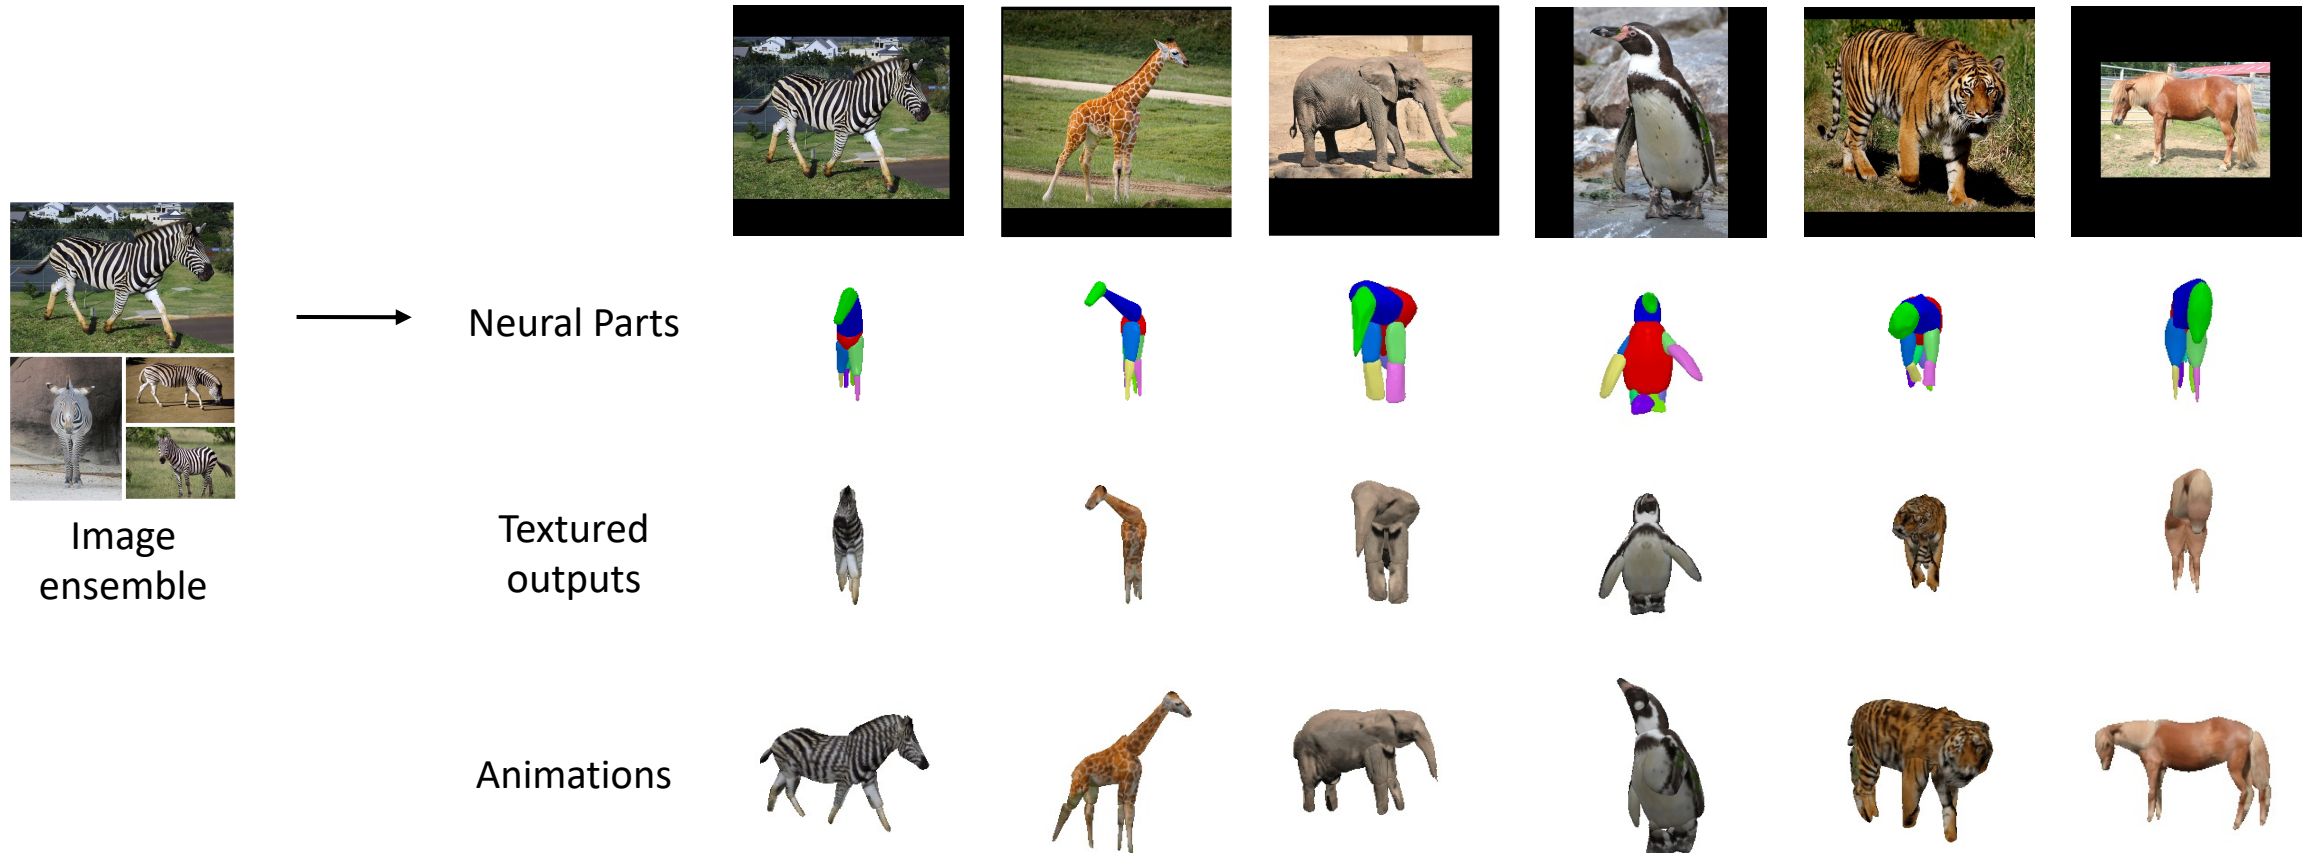 Neural Parts
Image
ensemble
Textured
outputs
Animations